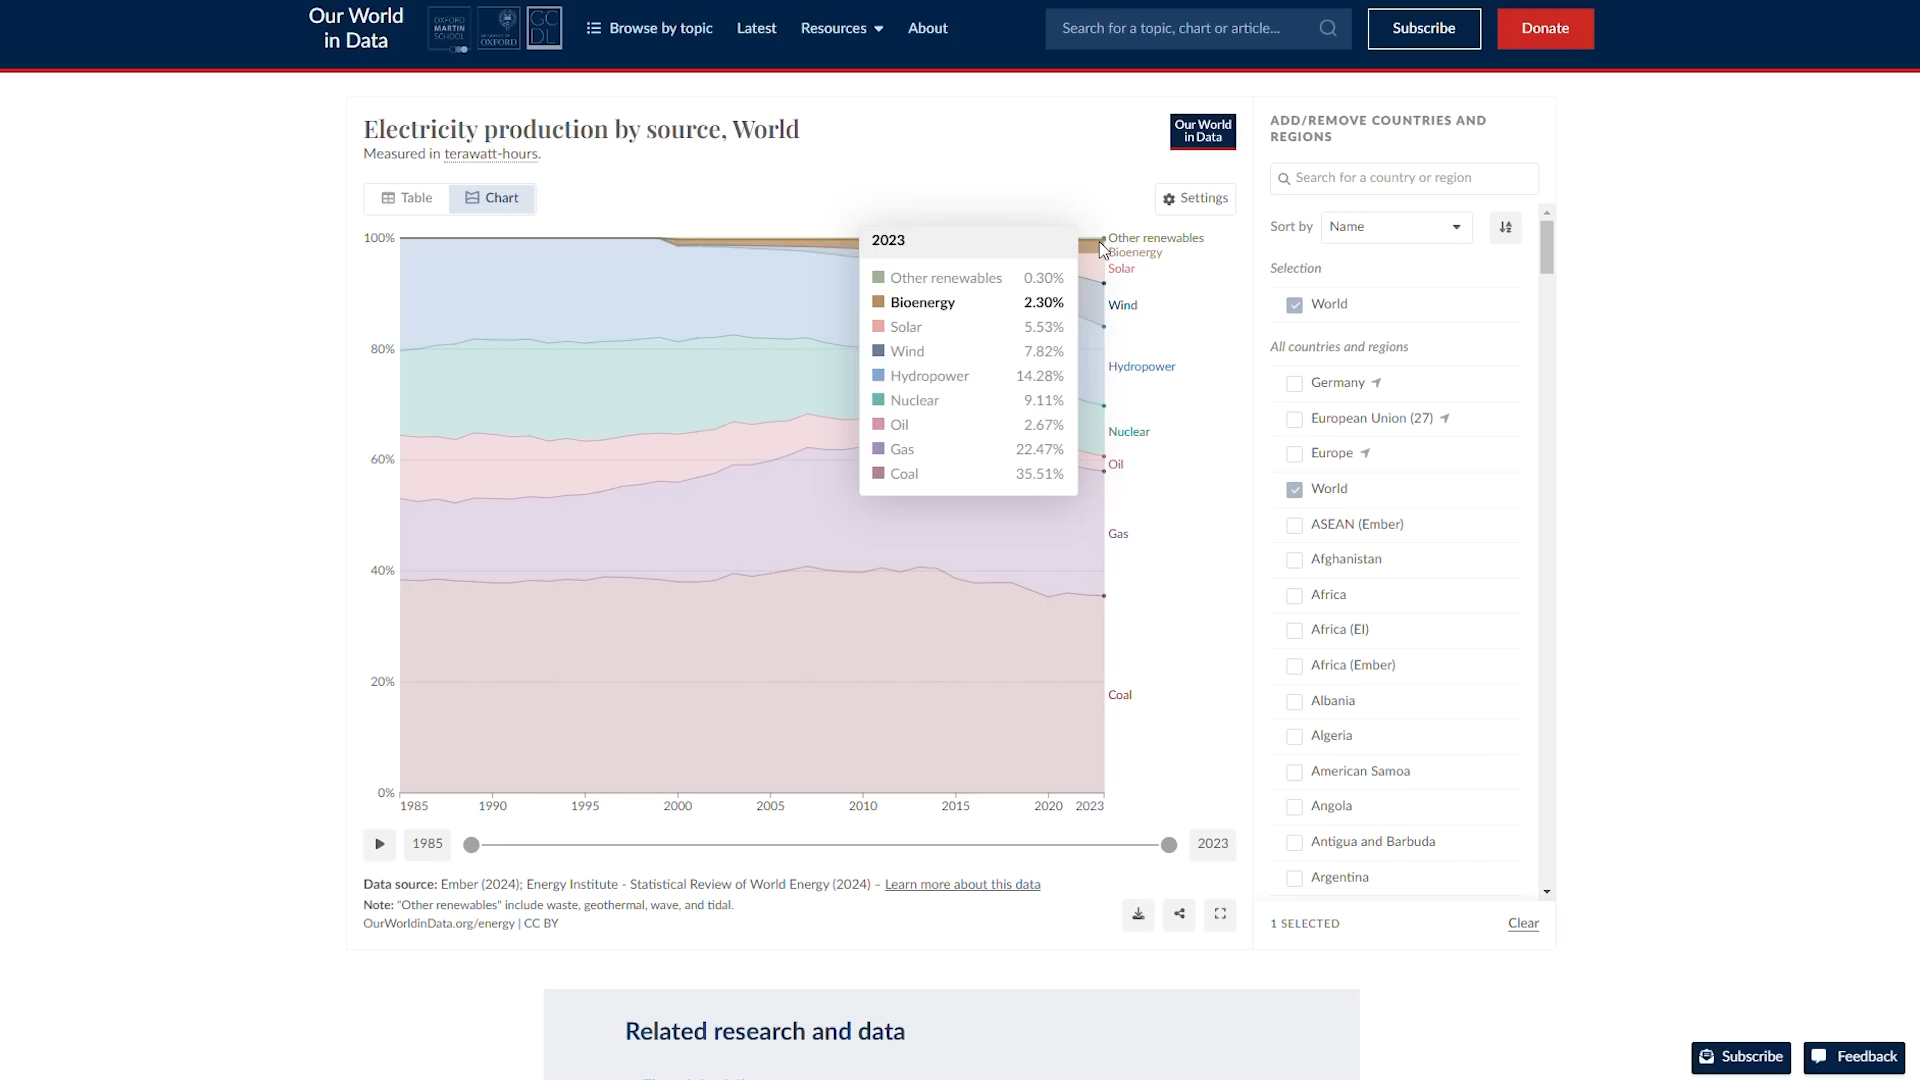 Our World
in Data
OXFORD
MARTIN
SCHOOL
OXFORD
GC
DL
Browse by topic
Latest
Resources
About
Search for a topic, chart or article...
Subscribe
Donate
Electricity production by source, World
Measured in terawatt-hours.
Our World
in Data
Table
Chart
Settings
100%
80%
60%
40%
20%
0%
2023
Other renewables 0.30%
Bioenergy 2.30%
Solar 5.53%
Wind 7.82%
Hydropower 14.28%
Nuclear 9.11%
Oil 2.67%
Gas 22.47%
Coal 35.51%
Other renewables
Bioenergy
Solar
Wind
Hydropower
Nuclear
Oil
Gas
Coal
1985 1990 1995 2000 2005 2010 2015 2020 2023
1985
2023
Data source: Ember (2024); Energy Institute - Statistical Review of World Energy (2024) – Learn more about this data
Note: "Other renewables" include waste, geothermal, wave, and tidal.
OurWorldinData.org/energy | CC BY
ADD/REMOVE COUNTRIES AND
REGIONS
Search for a country or region
Sort by Name
Selection
World
All countries and regions
Germany
European Union (27)
Europe
World
ASEAN (Ember)
Afghanistan
Africa
Africa (EI)
Africa (Ember)
Albania
Algeria
American Samoa
Angola
Antigua and Barbuda
Argentina
1 SELECTED
Clear
Related research and data
Subscribe
Feedback